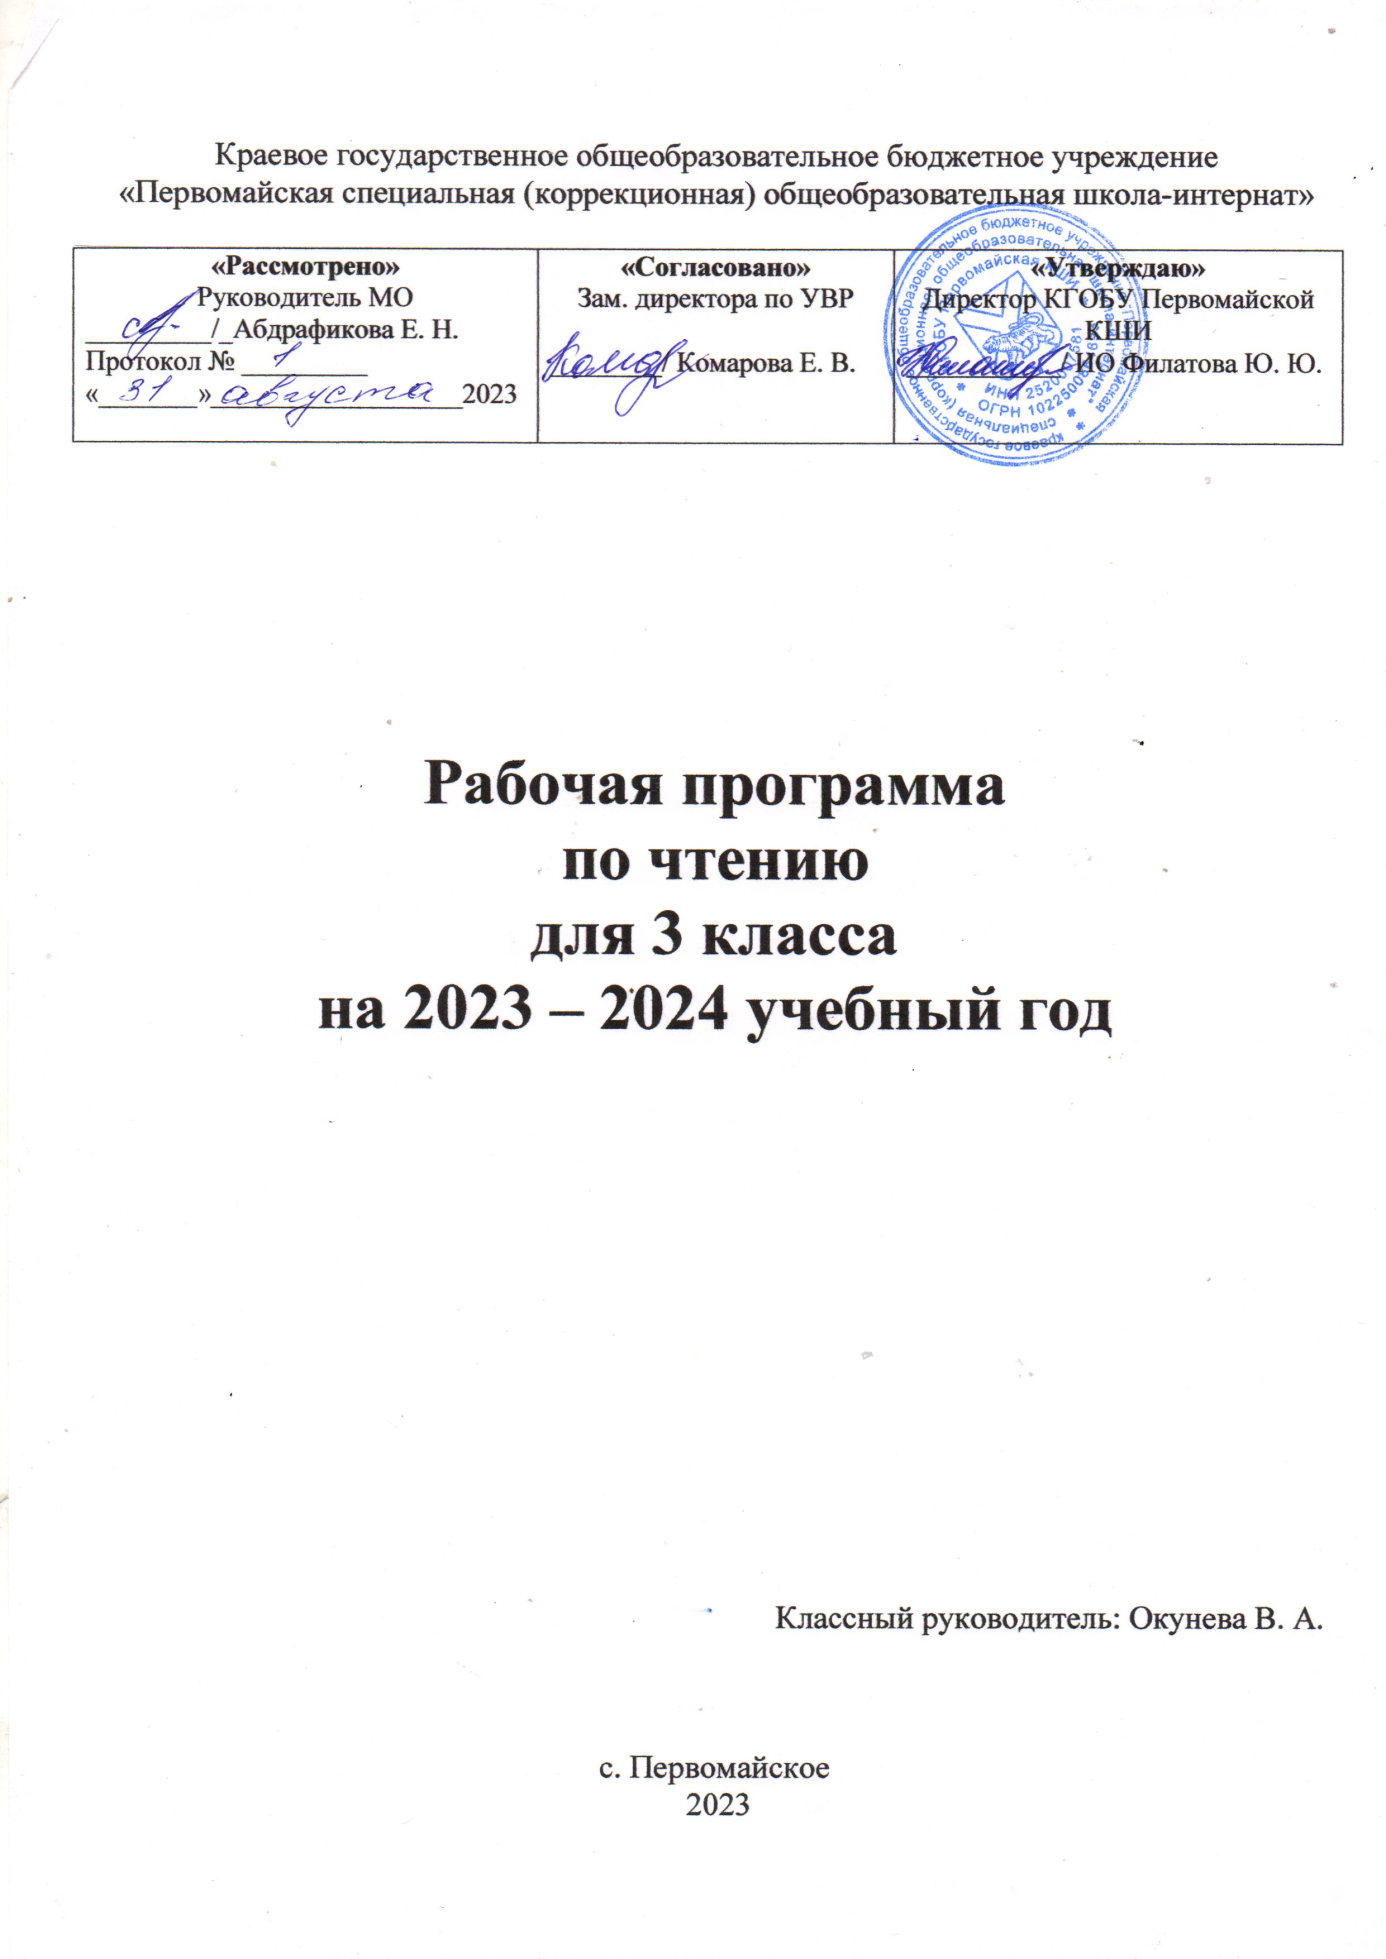 Краевое государственное общеобразовательное бюджетное учреждение
«Первомайская специальная (коррекционная) общеобразовательная школа-интернат»
«Рассмотрено»
Руководитель МО
_________ /_Абдрафикова Е. Н.
Протокол № 1
«31» августа 2023
«Согласовано»
Зам. директора по УВР
Комарова Е. В.
«Утверждаю»
Директор КГОБУ Первомайской
КШИ
/ ИО Филатова Ю. Ю.
Рабочая программа
по чтению
для 3 класса
на 2023 – 2024 учебный год
Классный руководитель: Окунева В. А.
с. Первомайское
2023